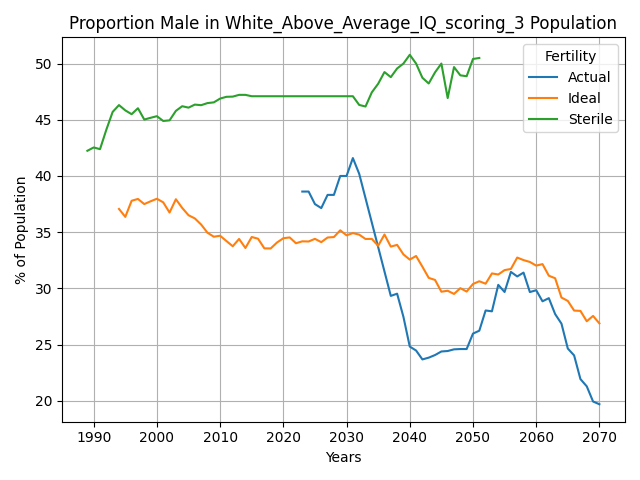 Proportion Male in White_Above_Average_IQ_scoring_3 Population
% of Population
50
45
40
35
30
25
20
Fertility
Actual
Ideal
Sterile
1990 2000 2010 2020 2030 2040 2050 2060 2070
Years